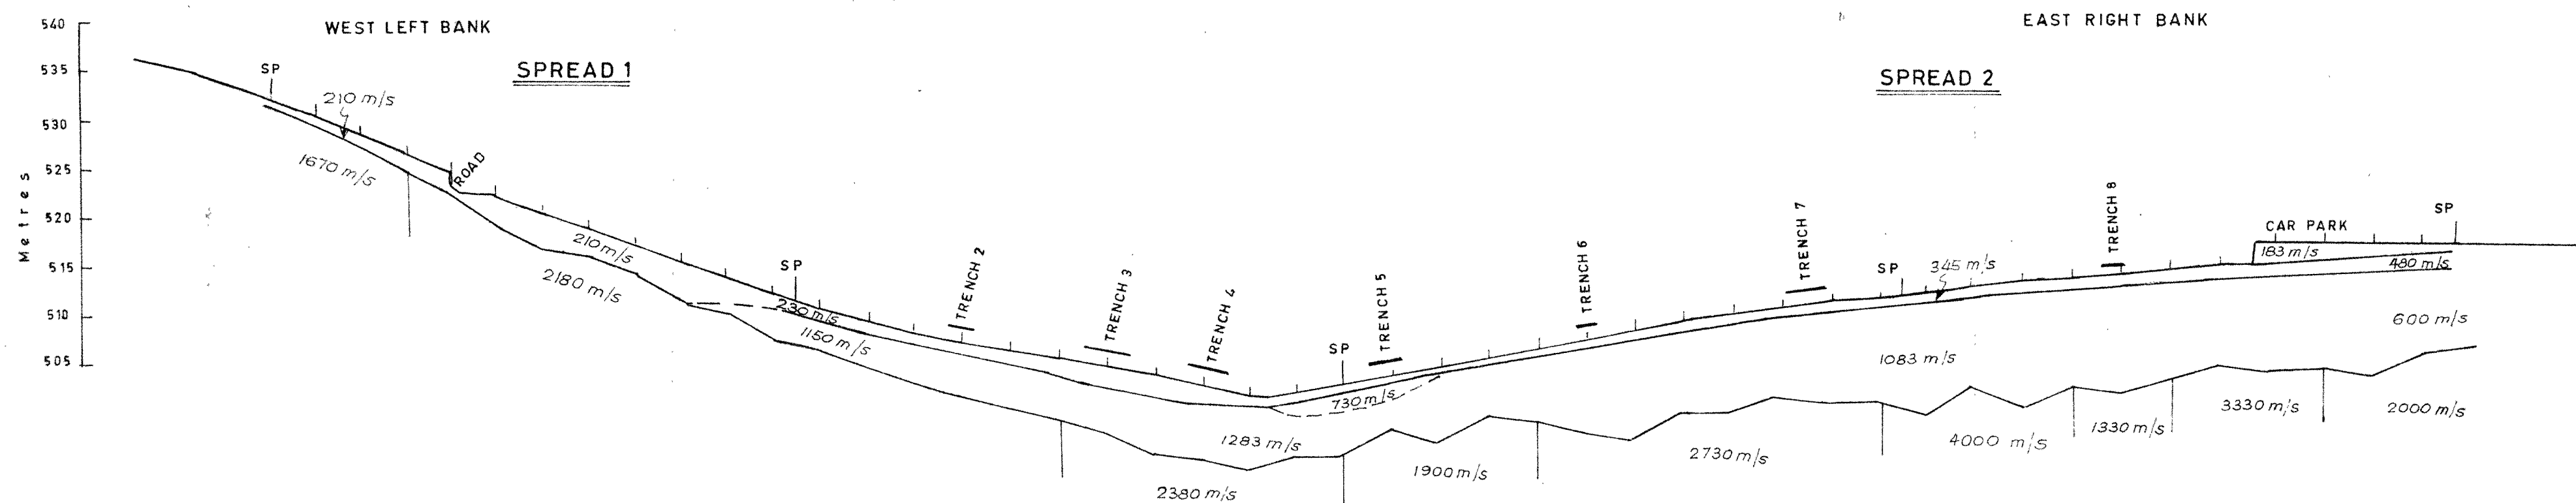 WEST LEFT BANK
EAST RIGHT BANK
SPREAD 1
SPREAD 2
Metres
540
535
530
525
520
515
510
505
SP
210 m/s
1670 m/s
ROAD
210 m/s
2180 m/s
SP
230 m/s
1150 m/s
TRENCH 2
TRENCH 3
TRENCH 4
SP
TRENCH 5
730 m/s
1283 m/s
2380 m/s
1900 m/s
TRENCH 6
2730 m/s
TRENCH 7
SP
345 m/s
1083 m/s
4000 m/s
TRENCH 8
1330 m/s
CAR PARK
SP
183 m/s
480 m/s
600 m/s
3330 m/s
2000 m/s